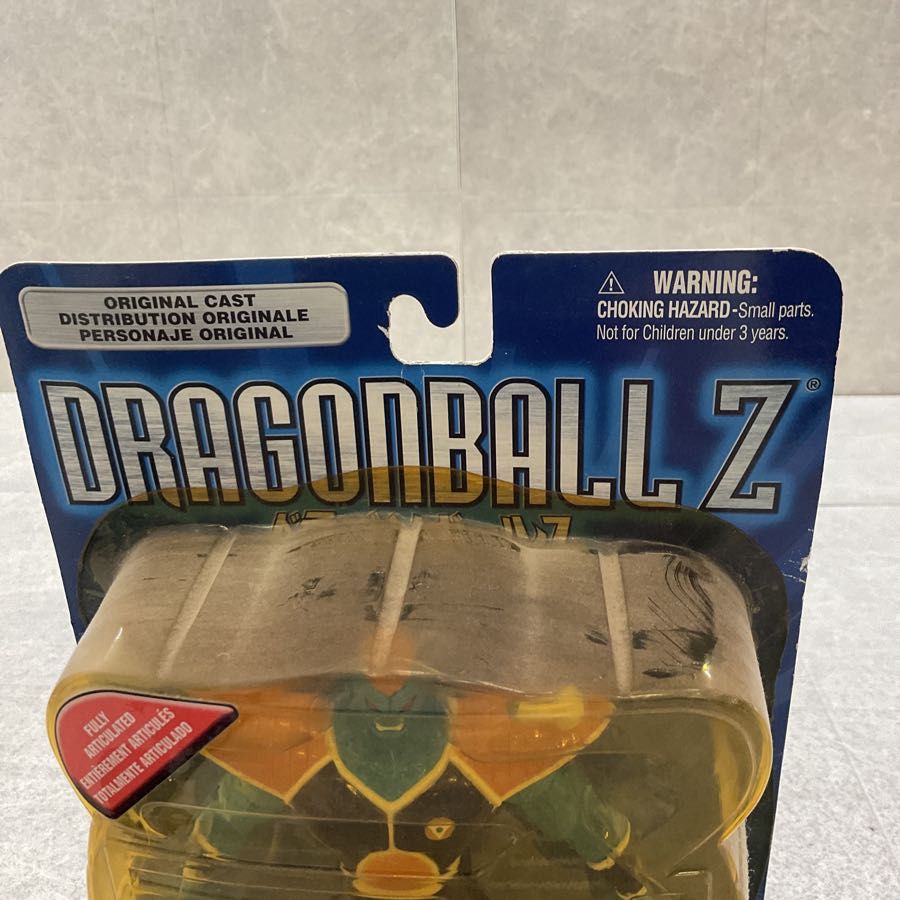 ORIGINAL CAST
DISTRIBUTION ORIGINALE
PERSONAJE ORIGINAL
⚠ WARNING:
CHOKING HAZARD-Small parts.
Not for Children under 3 years.
DRAGONBALL Z®
FULLY
ARTICULATED
ENTIÈREMENT ARTICULÉS
TOTALMENTE ARTICULADO